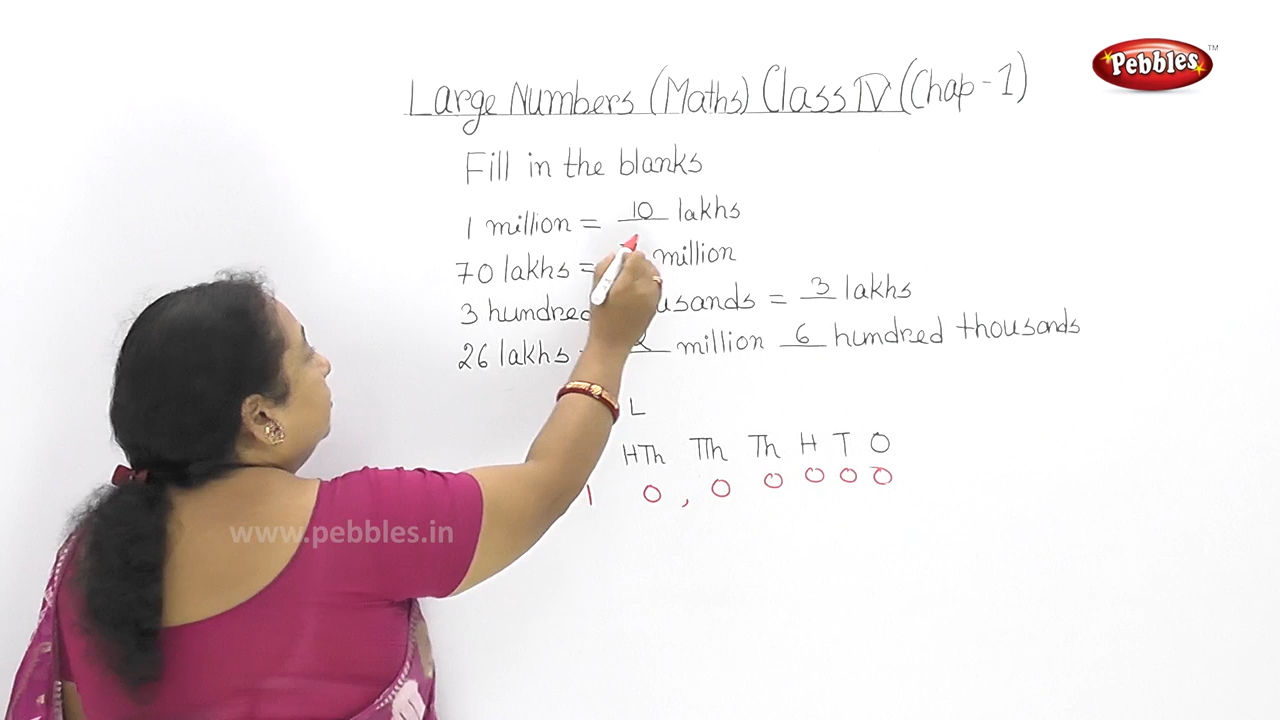 Pebbles TM
Large Numbers (Maths) Class IV (Chap-1)
Fill in the blanks
1 million = 10 lakhs
70 lakhs = million
3 hundred = 3 lakhs
26 lakhs 2 million 6 hundred thousands
L
HTh TTh Th H T O
1 0 , 0 0 0 0 0
www.pebbles.in